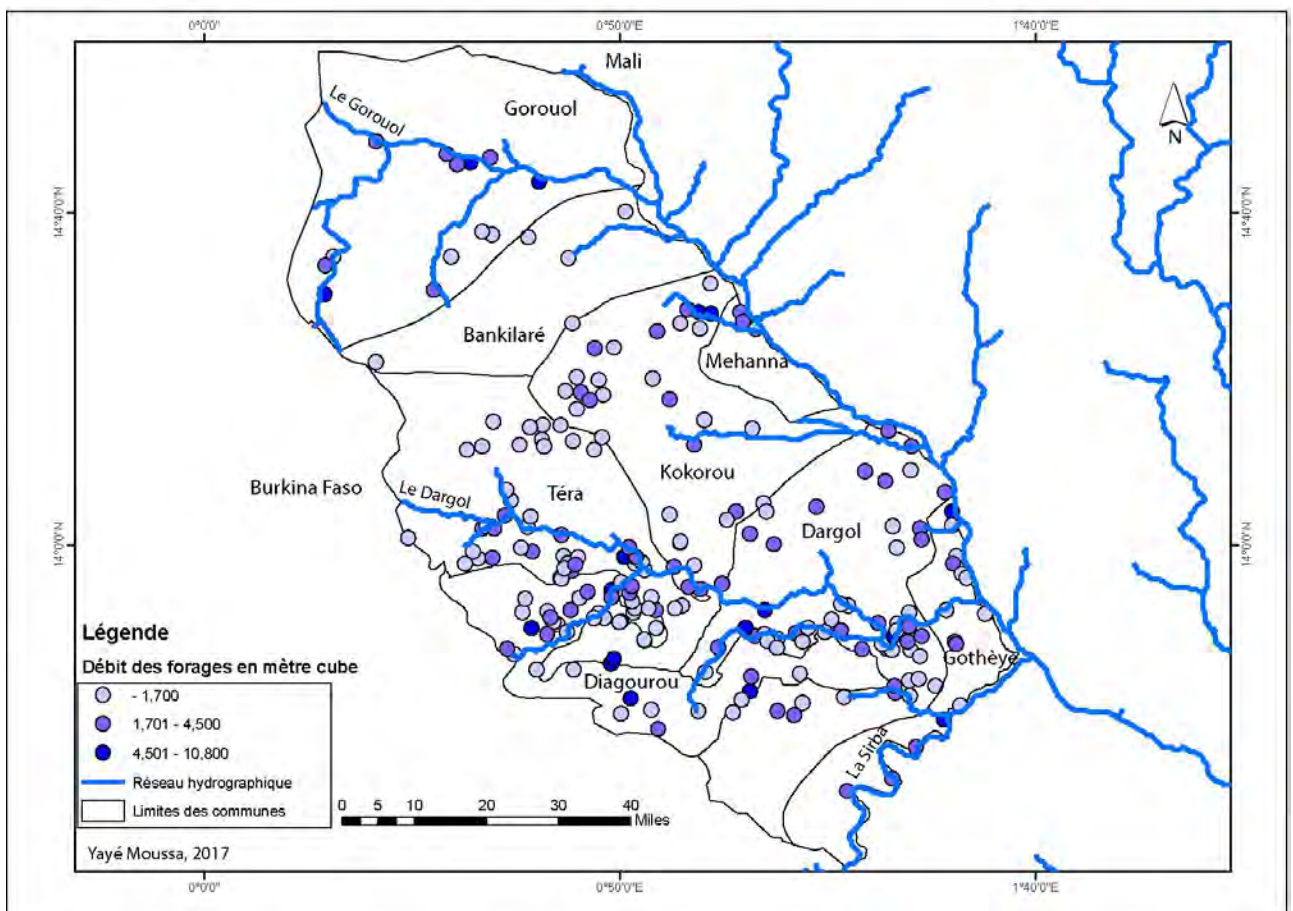 0°0'0" 0°50'0"E 1°40'0"E
Mali
Gorouol
Le Gorouol
N
14°40'0"N 14°40'0"N
Bankilaré
Mehanna
Burkina Faso
Le Dargol
Téra
Kokorou
Dargol
14°0'0"N 14°0'0"N
Gothèye
Diagourou
La Sirba
Légende
Débit des forages en mètre cube
- 1,700
1,701 - 4,500
4,501 - 10,800
Réseau hydrographique
Limites des communes
0 5 10 20 30 40
Miles
Yayé Moussa, 2017
0°0'0" 0°50'0"E 1°40'0"E